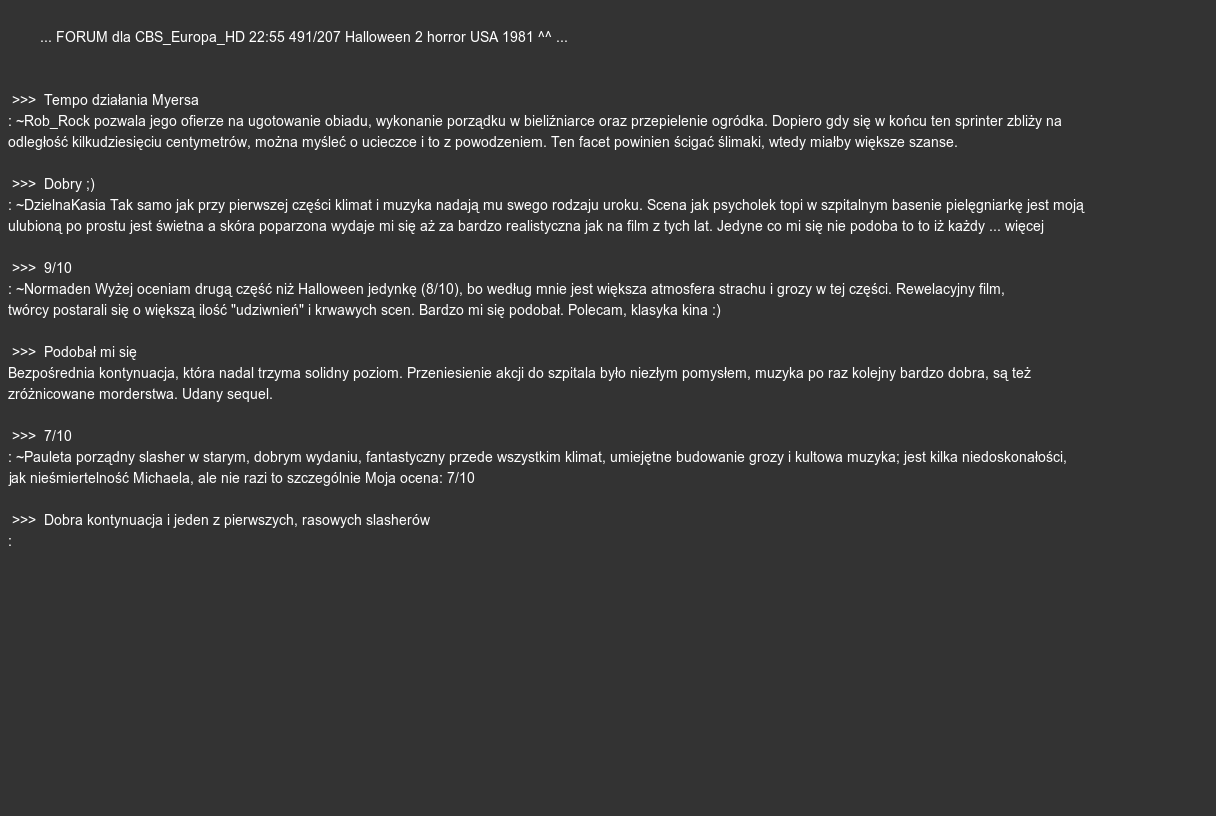 ... FORUM dla CBS_Europa_HD 22:55 491/207 Halloween 2 horror USA 1981 ^^ ...
>>> Tempo działania Myersa
: ~Rob_Rock pozwala jego ofierze na ugotowanie obiadu, wykonanie porządku w bieliźniarce oraz przepielenie ogródka. Dopiero gdy się w końcu ten sprinter zbliży na
odległość kilkudziesięciu centymetrów, można myśleć o ucieczce i to z powodzeniem. Ten facet powinien ścigać ślimaki, wtedy miałby większe szanse.
>>> Dobry ;)
: ~DzielnaKasia Tak samo jak przy pierwszej części klimat i muzyka nadają mu swego rodzaju uroku. Scena jak psycholek topi w szpitalnym basenie pielęgniarkę jest moją
ulubioną po prostu jest świetna a skóra poparzona wydaje mi się aż za bardzo realistyczna jak na film z tych lat. Jedyne co mi się nie podoba to to iż każdy ... więcej
>>> 9/10
: ~Normaden Wyżej oceniam drugą część niż Halloween jedynkę (8/10), bo według mnie jest większa atmosfera strachu i grozy w tej części. Rewelacyjny film,
twórcy postarali się o większą ilość "udziwnień" i krwawych scen. Bardzo mi się podobał. Polecam, klasyka kina :)
>>> Podobał mi się
Bezpośrednia kontynuacja, która nadal trzyma solidny poziom. Przeniesienie akcji do szpitala było niezłym pomysłem, muzyka po raz kolejny bardzo dobra, są też
zróżnicowane morderstwa. Udany sequel.
>>> 7/10
: ~Pauleta porządny slasher w starym, dobrym wydaniu, fantastyczny przede wszystkim klimat, umiejętne budowanie grozy i kultowa muzyka; jest kilka niedoskonałości,
jak nieśmiertelność Michaela, ale nie razi to szczególnie Moja ocena: 7/10
>>> Dobra kontynuacja i jeden z pierwszych, rasowych slasherów
: